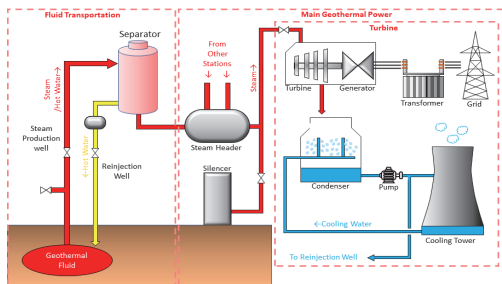 Fluid Transportation
Main Geothermal Power
Turbine
Separator
From
Other
Stations
Steam
/Hot Water
Steam
Turbine
Generator
Transformer
Grid
Steam
Production
well
←Hot Water
Reinjection
Well
Steam Header
Silencer
Condenser
Pump
←Cooling Water
Cooling Tower
To Reinjection Well
Geothermal
Fluid